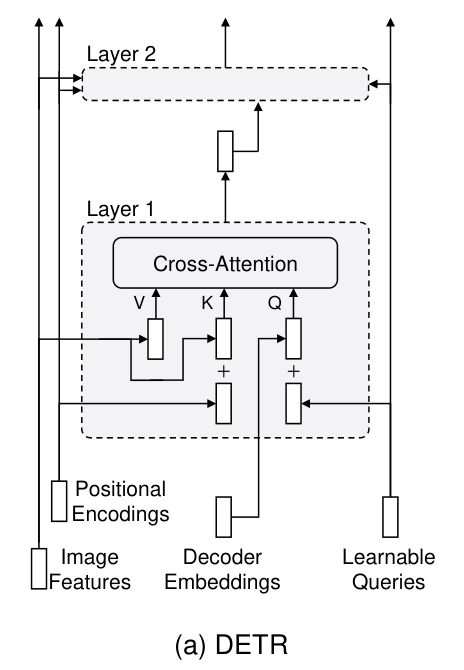 Layer 2
Layer 1
Cross-Attention
V
K
Q
+
+
Positional
Encodings
Image
Features
Decoder
Embeddings
Learnable
Queries
(a) DETR